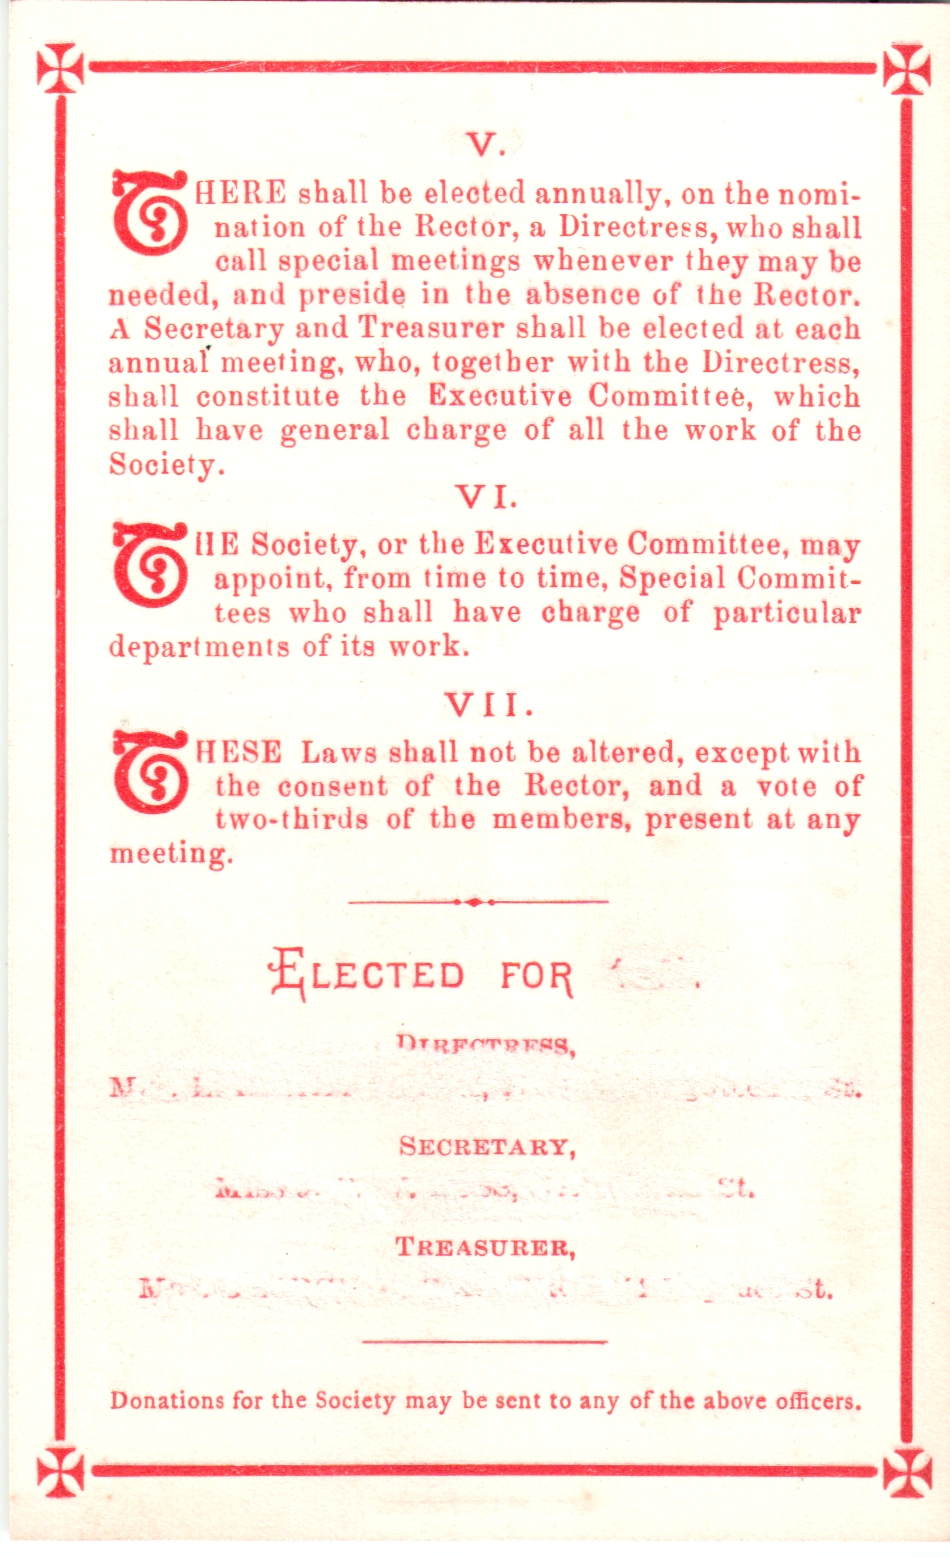 V.
THERE shall be elected annually, on the nomi-
nation of the Rector, a Directress, who shall
call special meetings whenever they may be
needed, and preside in the absence of the Rector.
A Secretary and Treasurer shall be elected at each
annual meeting, who, together with the Directress,
shall constitute the Executive Committee, which
shall have general charge of all the work of the
Society.
VI.
THE Society, or the Executive Committee, may
appoint, from time to time, Special Commit-
tees who shall have charge of particular
departments of its work.
VII.
THESE Laws shall not be altered, except with
the consent of the Rector, and a vote of
two-thirds of the members, present at any
meeting.
ELECTED FOR
DIRECTRESS,
St.
SECRETARY,
St.
TREASURER,
St.
Donations for the Society may be sent to any of the above officers.